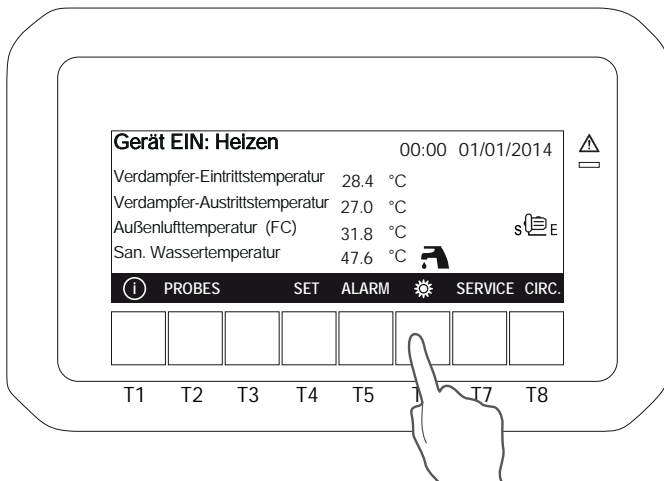 Gerät EIN: Heizen 00:00 01/01/2014
Verdampfer-Eintrittstemperatur 28.4 °C
Verdampfer-Austrittstemperatur 27.0 °C
Außenlufttemperatur (FC) 31.8 °C
S E
San. Wassertemperatur 47.6 °C
i PROBES SET ALARM SERVICE CIRC.
T1 T2 T3 T4 T5 T7 T8